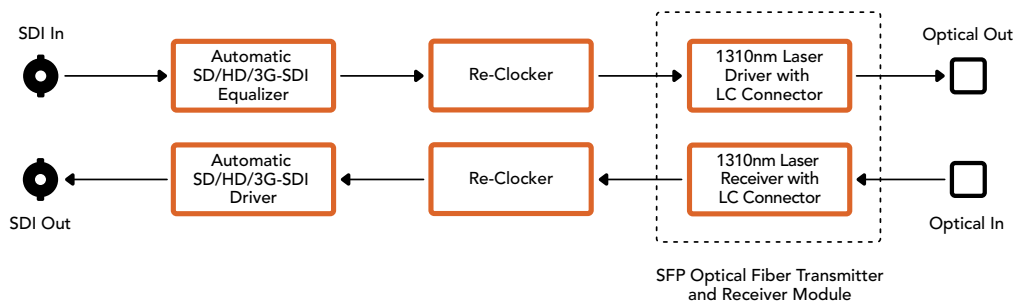 SDI In
Automatic
SD/HD/3G-SDI
Equalizer
Re-Clocker
1310nm Laser
Driver with
LC Connector
Optical Out
Automatic
SD/HD/3G-SDI
Driver
Re-Clocker
1310nm Laser
Receiver with
LC Connector
SDI Out
Optical In
SFP Optical Fiber Transmitter
and Receiver Module